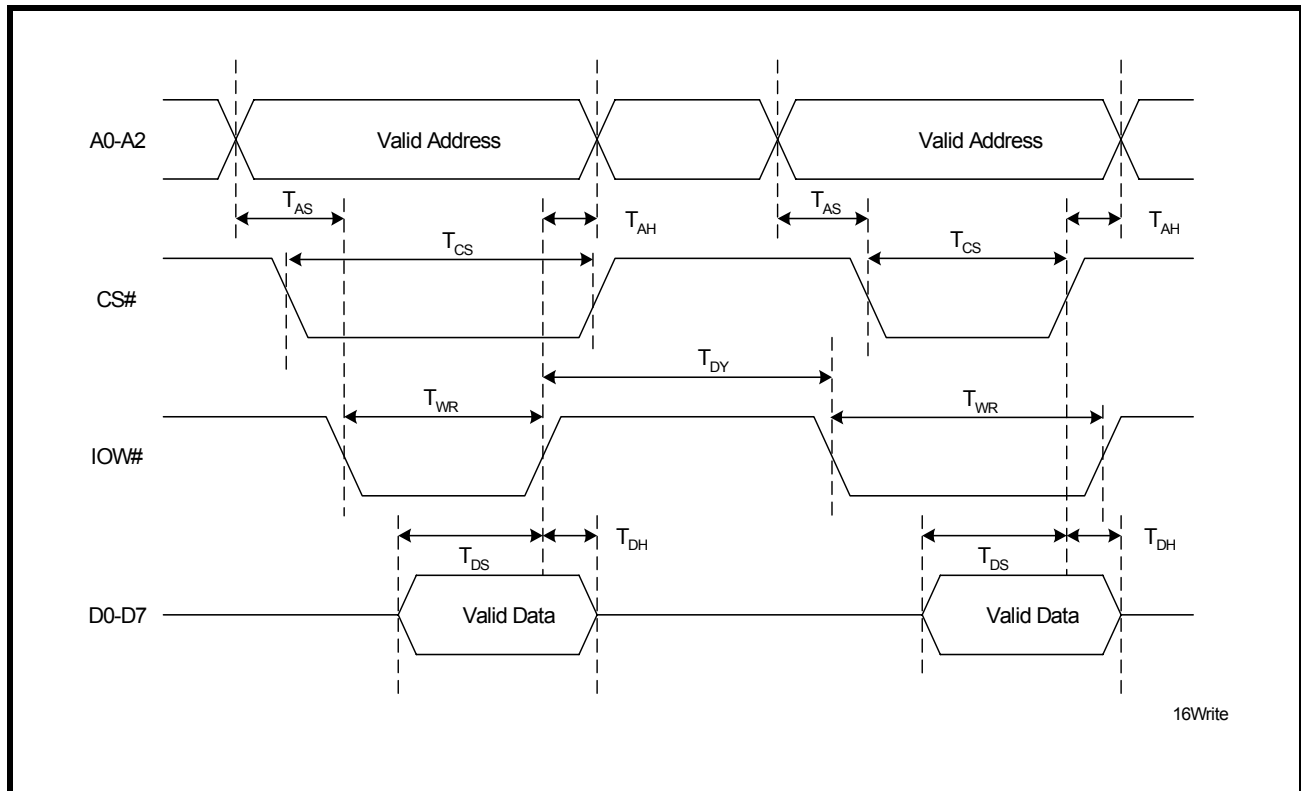 A0-A2
Valid Address
Valid Address
TAS
TAH
TAS
TAH
TCS
TCS
CS#
TDY
TWR
TWR
IOW#
TDS
TDH
TDS
TDH
D0-D7
Valid Data
Valid Data
16Write